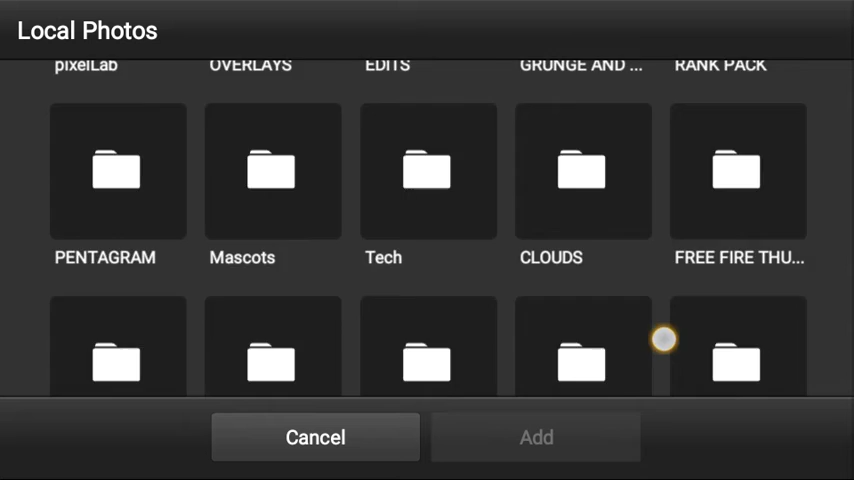 Local Photos
pixelLab OVERLAYS EDITS GRUNGE AND ... RANK PACK
PENTAGRAM Mascots Tech CLOUDS FREE FIRE THU...
Cancel Add